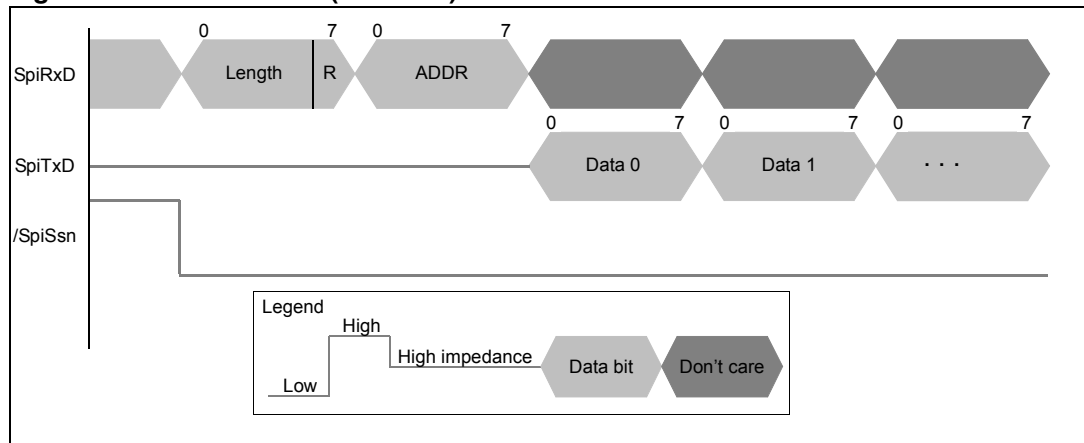 0 7 0 7
SpiRxD Length R ADDR
0 7 0 7 0 7
SpiTxD Data 0 Data 1 . . .
/SpiSsn
Legend
High
High impedance Data bit Don't care
Low